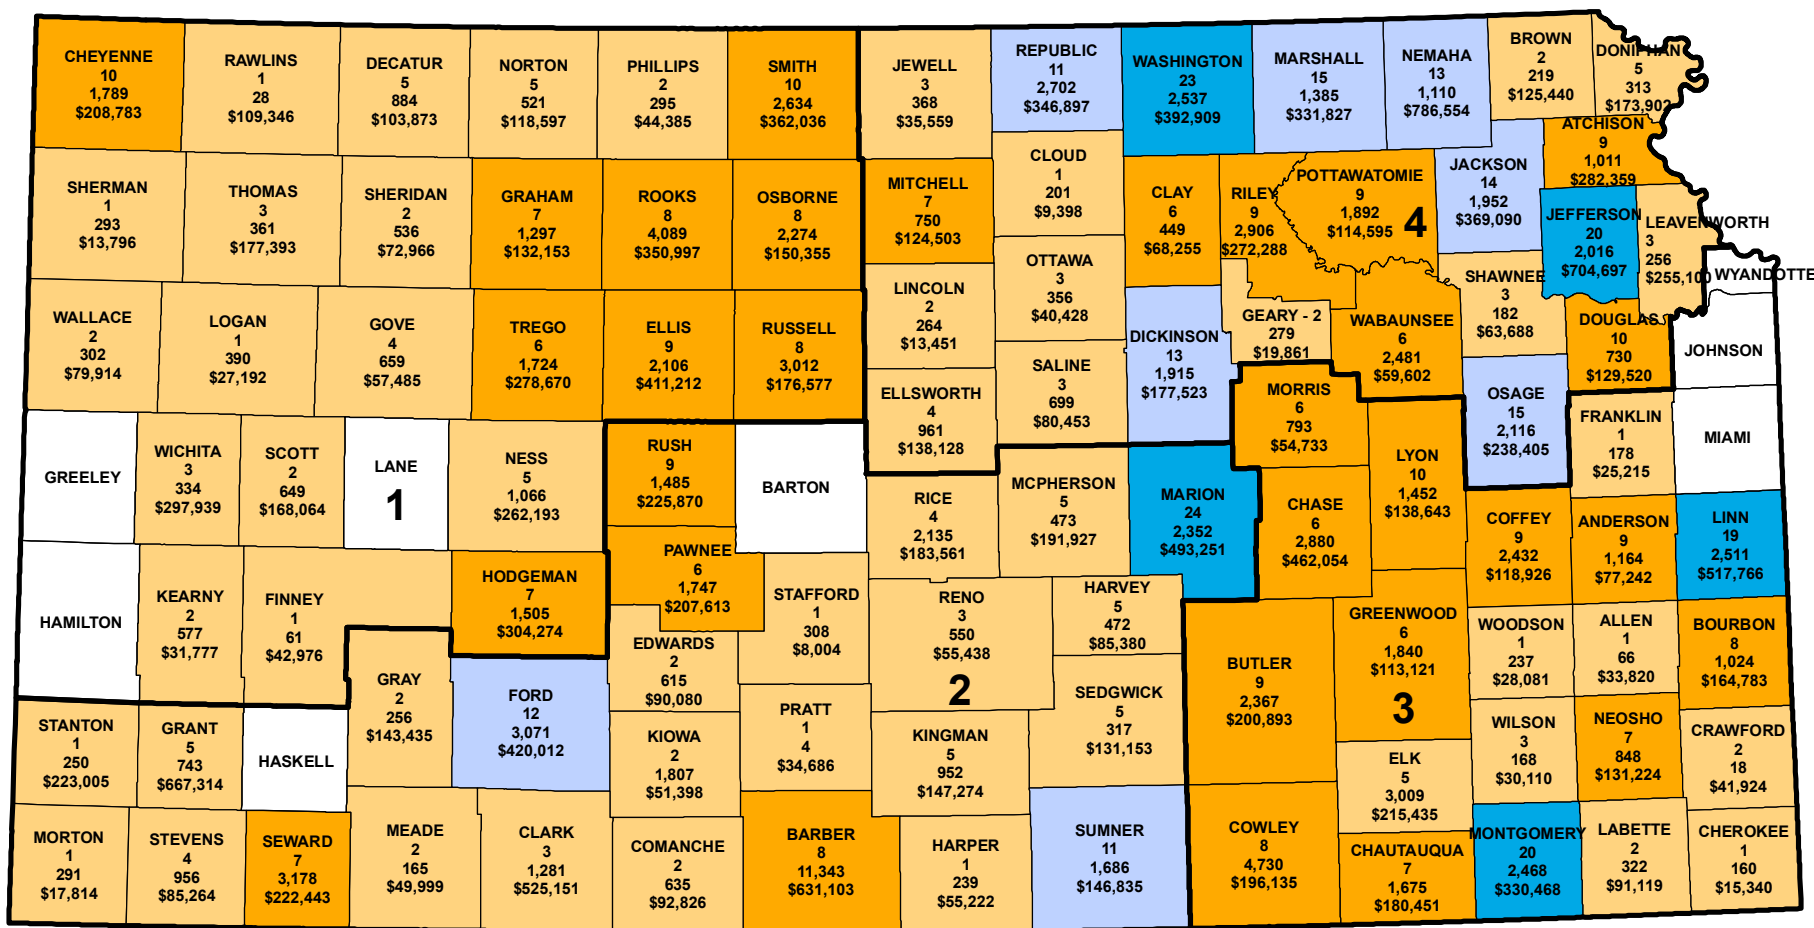 CHEYENNE
10
1,789
$208,783
RAWLINS
1
28
$109,346
DECATUR
5
884
$103,873
NORTON
5
521
$118,597
PHILLIPS
2
295
$44,385
SMITH
10
2,634
$362,036
JEWELL
3
368
$35,559
REPUBLIC
11
2,702
$346,897
WASHINGTON
23
2,537
$392,909
MARSHALL
15
1,385
$331,827
NEMAHA
13
1,110
$786,554
BROWN
2
219
$125,440
DONIPHAN
5
313
$173,902
SHERMAN
1
293
$13,796
THOMAS
3
361
$177,393
SHERIDAN
2
536
$72,966
GRAHAM
7
1,297
$132,153
ROOKS
8
4,089
$350,997
OSBORNE
8
2,274
$150,355
MITCHELL
7
750
$124,503
CLOUD
1
201
$9,398
CLAY
6
449
$68,255
RILEY
9
2,906
$272,288
POTTAWATOMIE
9
1,892
$114,595
4
JACKSON
14
1,952
$369,090
ATCHISON
9
1,011
$282,359
JEFFERSON
20
2,016
$704,697
LEAVENWORTH
3
256
$255,100
WYANDOTTE
WALLACE
2
302
$79,914
LOGAN
1
390
$27,192
GOVE
4
659
$57,485
TREGO
6
1,724
$278,670
ELLIS
9
2,106
$411,212
RUSSELL
8
3,012
$176,577
LINCOLN
2
264
$13,451
OTTAWA
3
356
$40,428
DICKINSON
13
1,915
$177,523
GEARY - 2
279
$19,861
WABAUNSEE
6
2,481
$59,602
SHAWNEE
3
182
$63,688
DOUGLAS
10
730
$129,520
JOHNSON
ELLSWORTH
4
961
$138,128
SALINE
3
699
$80,453
MORRIS
6
793
$54,733
OSAGE
15
2,116
$238,405
FRANKLIN
1
178
$25,215
MIAMI
GREELEY
WICHITA
3
334
$297,939
SCOTT
2
649
$168,064
LANE
1
NESS
5
1,066
$262,193
RUSH
9
1,485
$225,870
BARTON
RICE
4
2,135
$183,561
MCPHERSON
5
473
$191,927
MARION
24
2,352
$493,251
CHASE
6
2,880
$462,054
LYON
10
1,452
$138,643
COFFEY
9
2,432
$118,926
ANDERSON
9
1,164
$77,242
LINN
19
2,511
$517,766
HAMILTON
KEARNY
2
577
$31,777
FINNEY
1
61
$42,976
HODGEMAN
7
1,505
$304,274
PAWNEE
6
1,747
$207,613
STAFFORD
1
308
$8,004
RENO
3
550
$55,438
2
HARVEY
5
472
$85,380
BUTLER
9
2,367
$200,893
GREENWOOD
6
1,840
$113,121
3
WOODSON
1
237
$28,081
ALLEN
1
66
$33,820
BOURBON
8
1,024
$164,783
GRAY
2
256
$143,435
FORD
12
3,071
$420,012
EDWARDS
2
615
$90,080
KIOWA
2
1,807
$51,398
PRATT
1
4
$34,686
KINGMAN
5
952
$147,274
SEDGWICK
5
317
$131,153
ELK
5
3,009
$215,435
WILSON
3
168
$30,110
NEOSHO
7
848
$131,224
CRAWFORD
2
18
$41,924
STANTON
1
250
$223,005
GRANT
5
743
$667,314
HASKELL
MORTON
1
291
$17,814
STEVENS
4
956
$85,264
SEWARD
7
3,178
$222,443
MEADE
2
165
$49,999
CLARK
3
1,281
$525,151
COMANCHE
2
635
$92,826
BARBER
8
11,343
$631,103
HARPER
1
239
$55,222
SUMNER
11
1,686
$146,835
COWLEY
8
4,730
$196,135
CHAUTAUQUA
7
1,675
$180,451
MONTGOMERY
20
2,468
$330,468
LABETTE
2
322
$91,119
CHEROKEE
1
160
$15,340